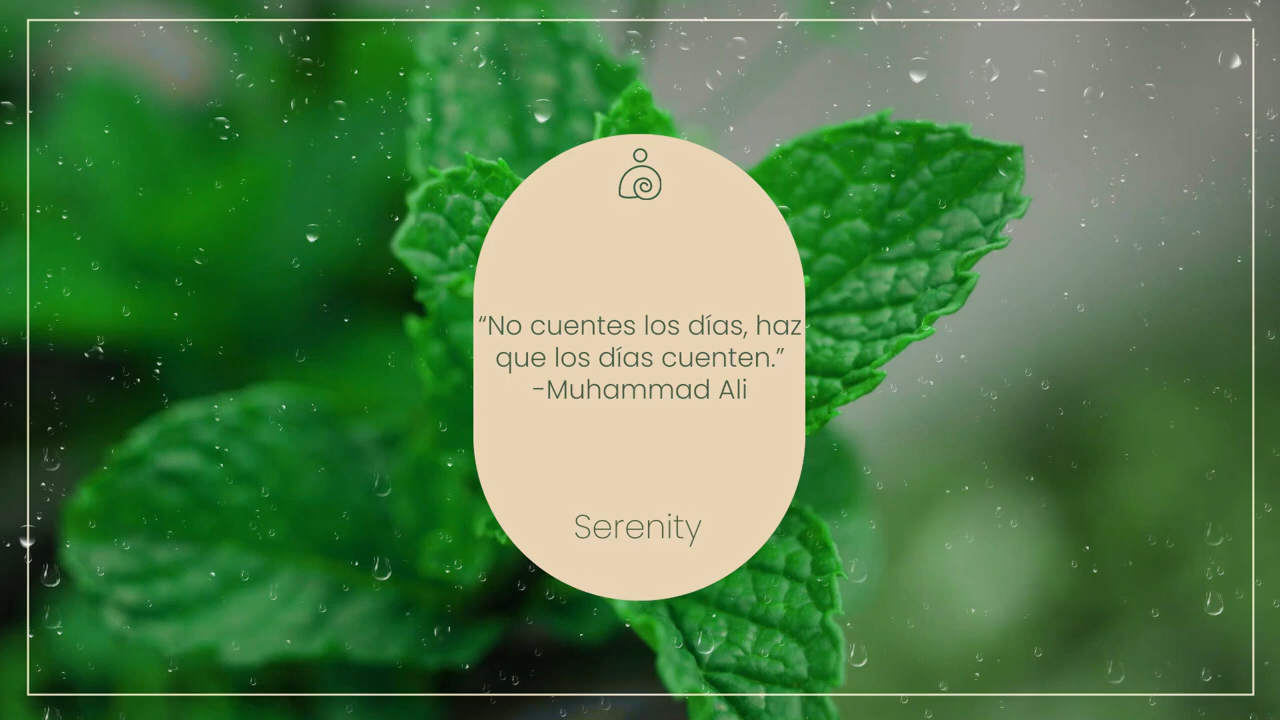 “No cuentes los días, haz
que los días cuenten.”
-Muhammad Ali
Serenity